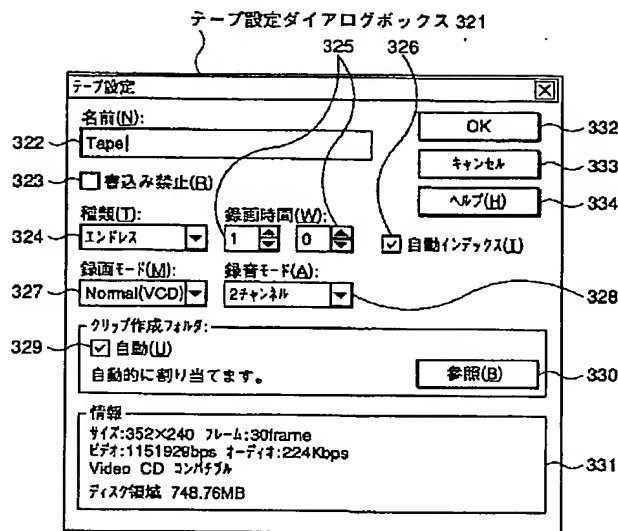 テープ設定ダイアログボックス 321
325
326
テープ設定
名前(N):
OK
332
322
Tape
キャンセル
333
323
書込み禁止(R)
ヘルプ(H)
334
種類(T):
録画時間(W):
324
エンドレス
1
0
自動インデックス(I)
録画モード(M):
録音モード(A):
327
Normal(VCD)
2チャンネル
328
クリップ作成フォルダ:
329
自動(U)
自動的に割り当てます。
参照(B)
330
情報
サイズ:352×240 フレーム:30frame
ビデオ:1151929bps オーディオ:224Kbps
Video CD コンパチブル
331
ディスク領域 748.76MB